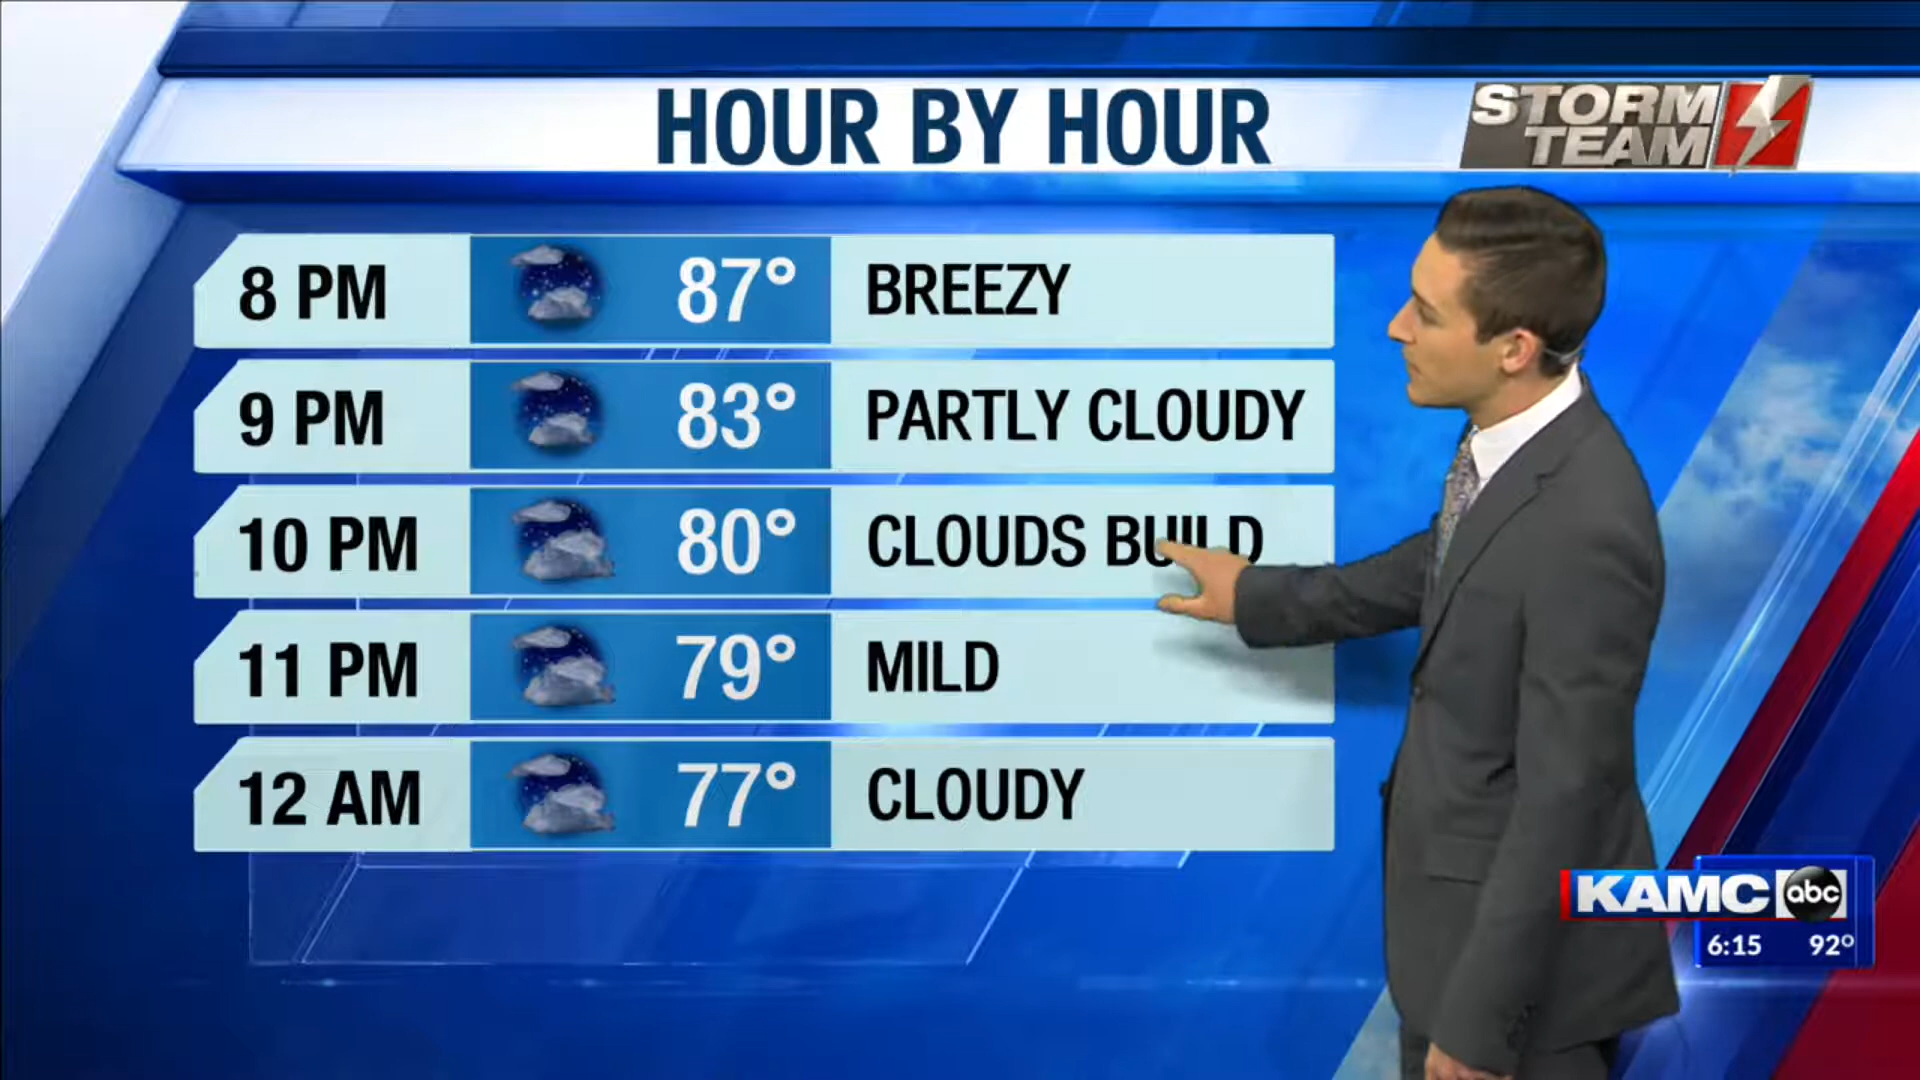 HOUR BY HOUR
STORM
TEAM
8 PM 87° BREEZY
9 PM 83° PARTLY CLOUDY
10 PM 80° CLOUDS BUILD
11 PM 79° MILD
12 AM 77° CLOUDY
KAMC abc
6:15 92°